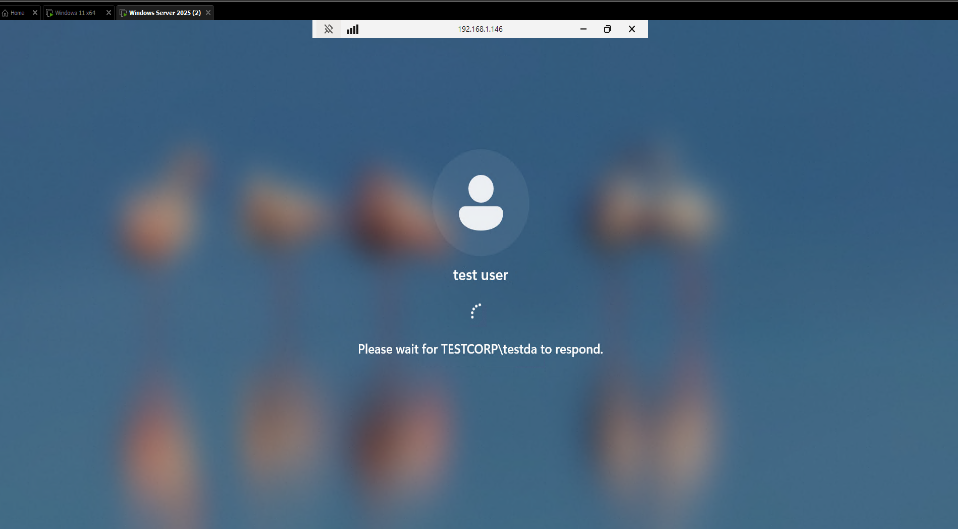 Home
Windows 11 x64
Windows Server 2025 (2)
192.168.1.146
test user
Please wait for TESTCORP\testda to respond.